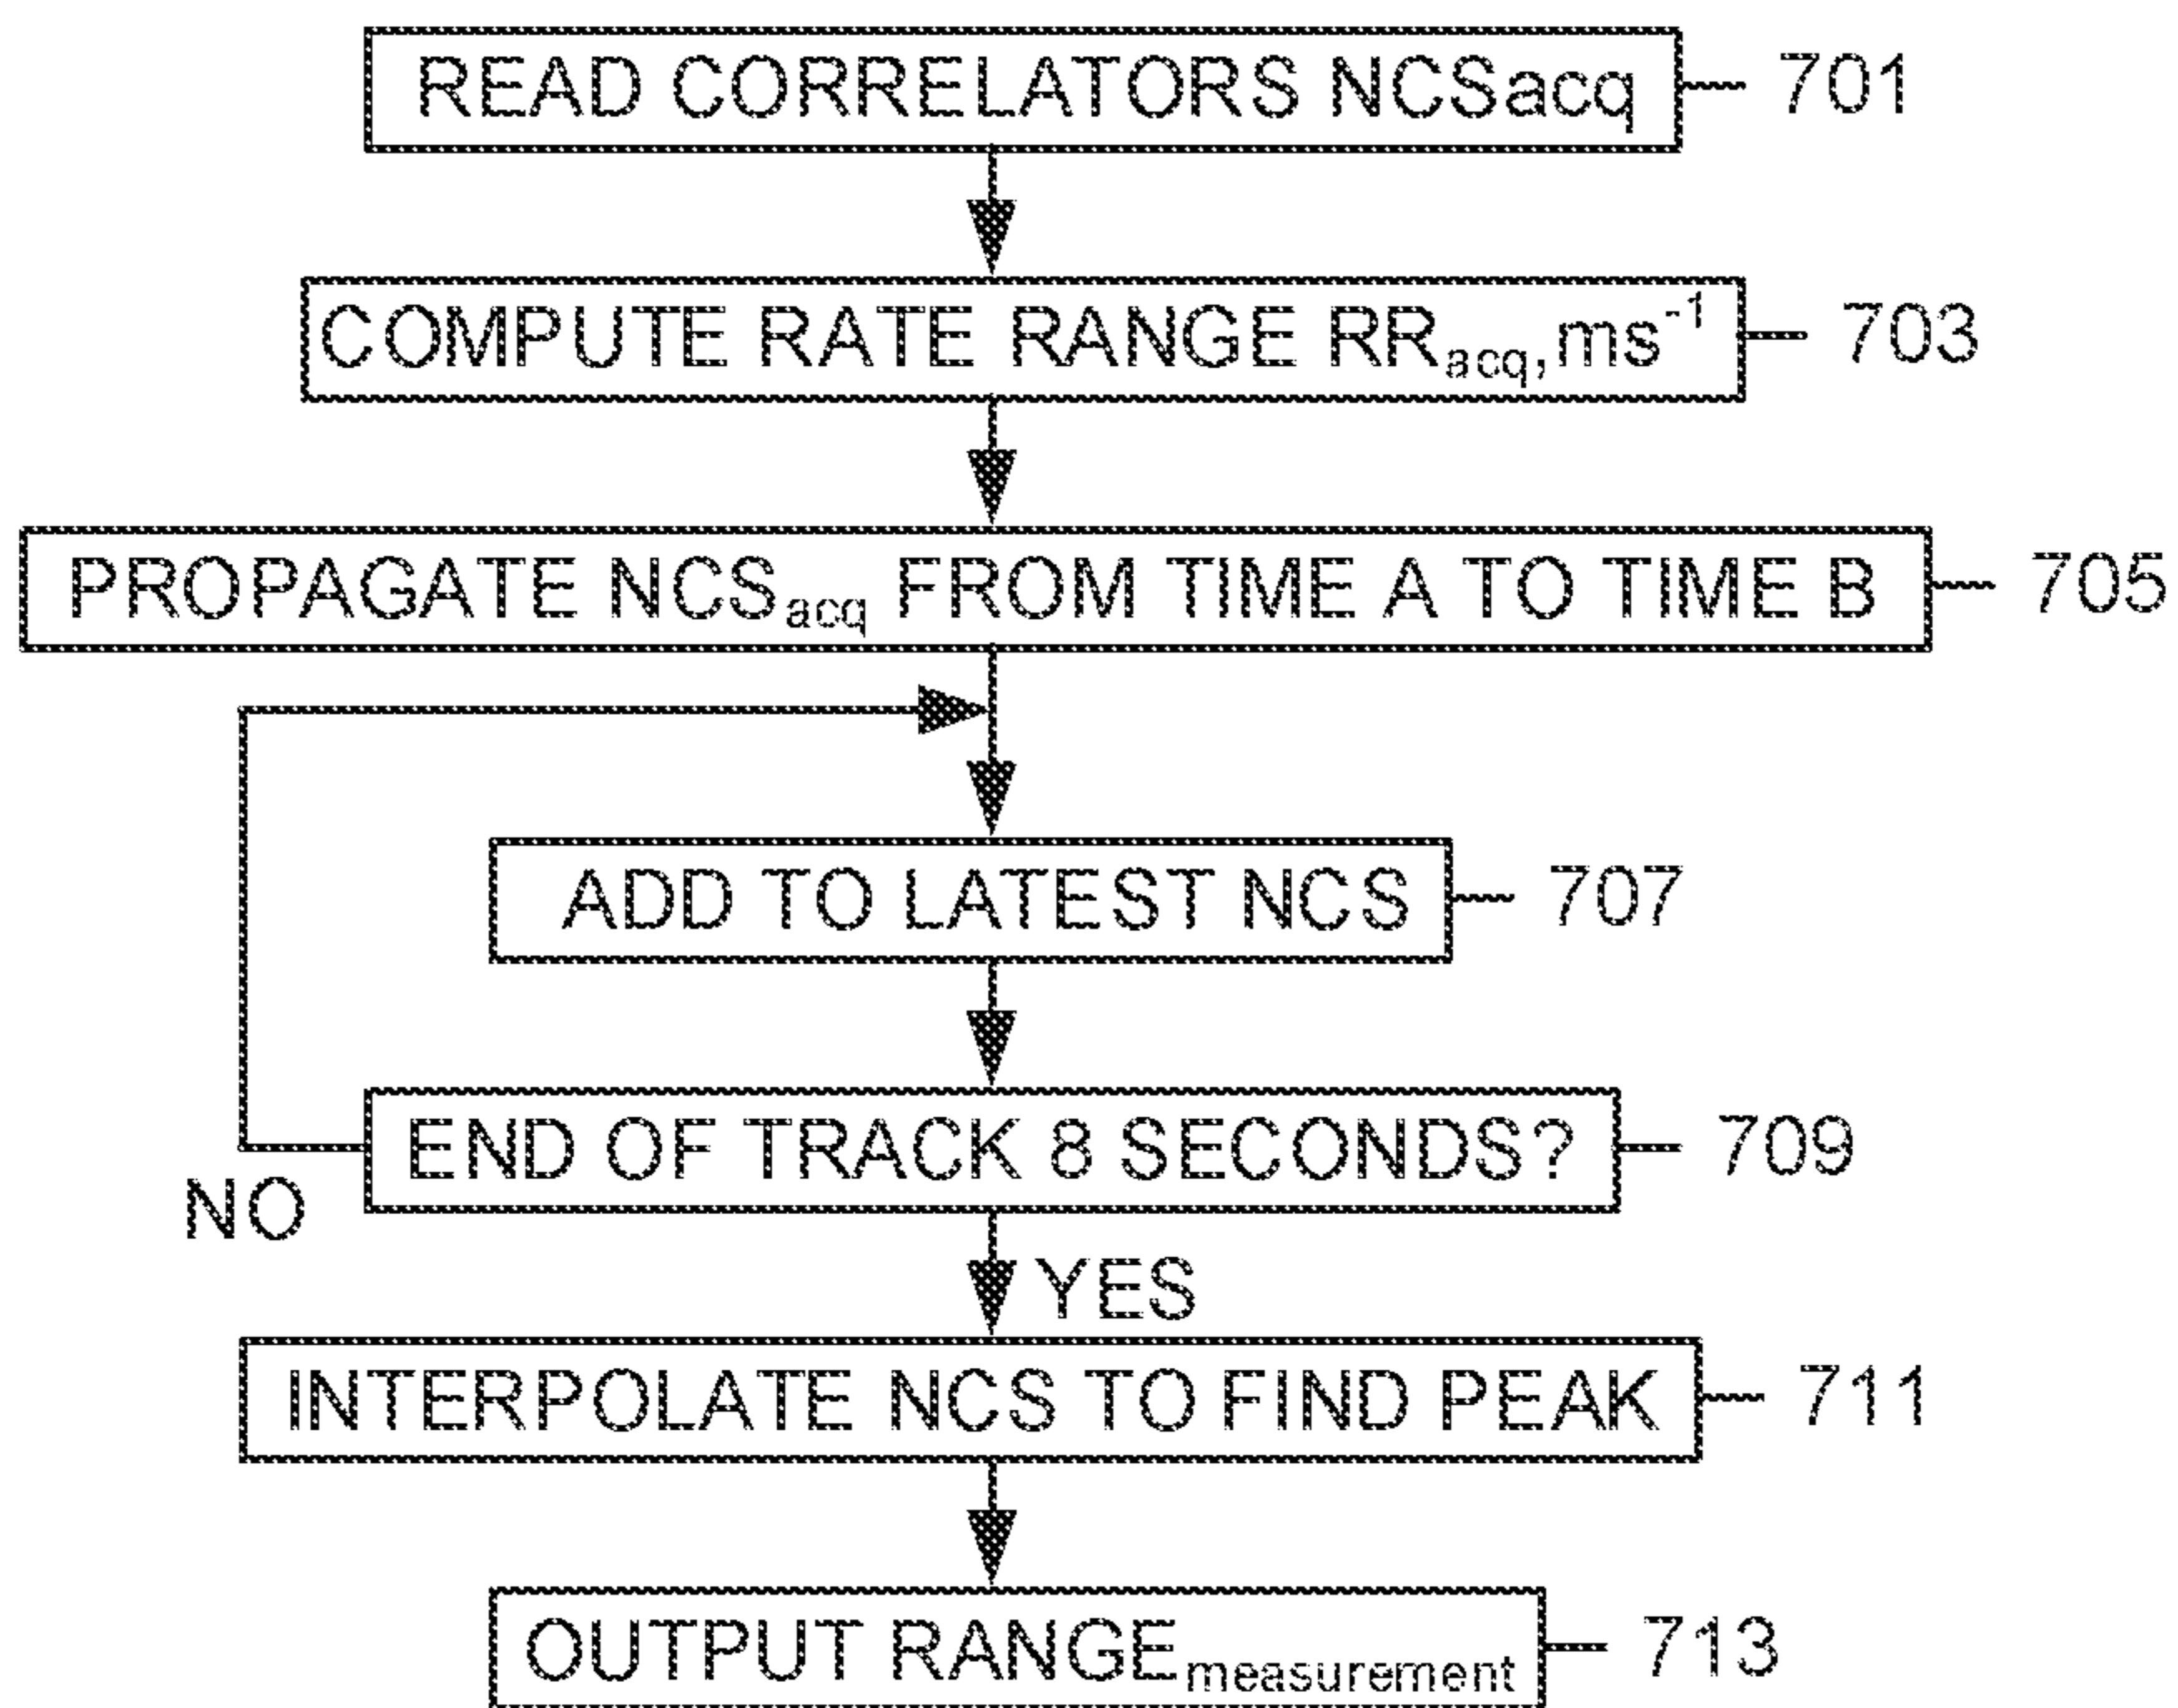 READ CORRELATORS NCSacq 701
COMPUTE RATE RANGE RRacq,ms-1 703
PROPAGATE NCSacq FROM TIME A TO TIME B 705
ADD TO LATEST NCS 707
END OF TRACK 8 SECONDS? 709
NO
YES
INTERPOLATE NCS TO FIND PEAK 711
OUTPUT RANGEmeasurement 713